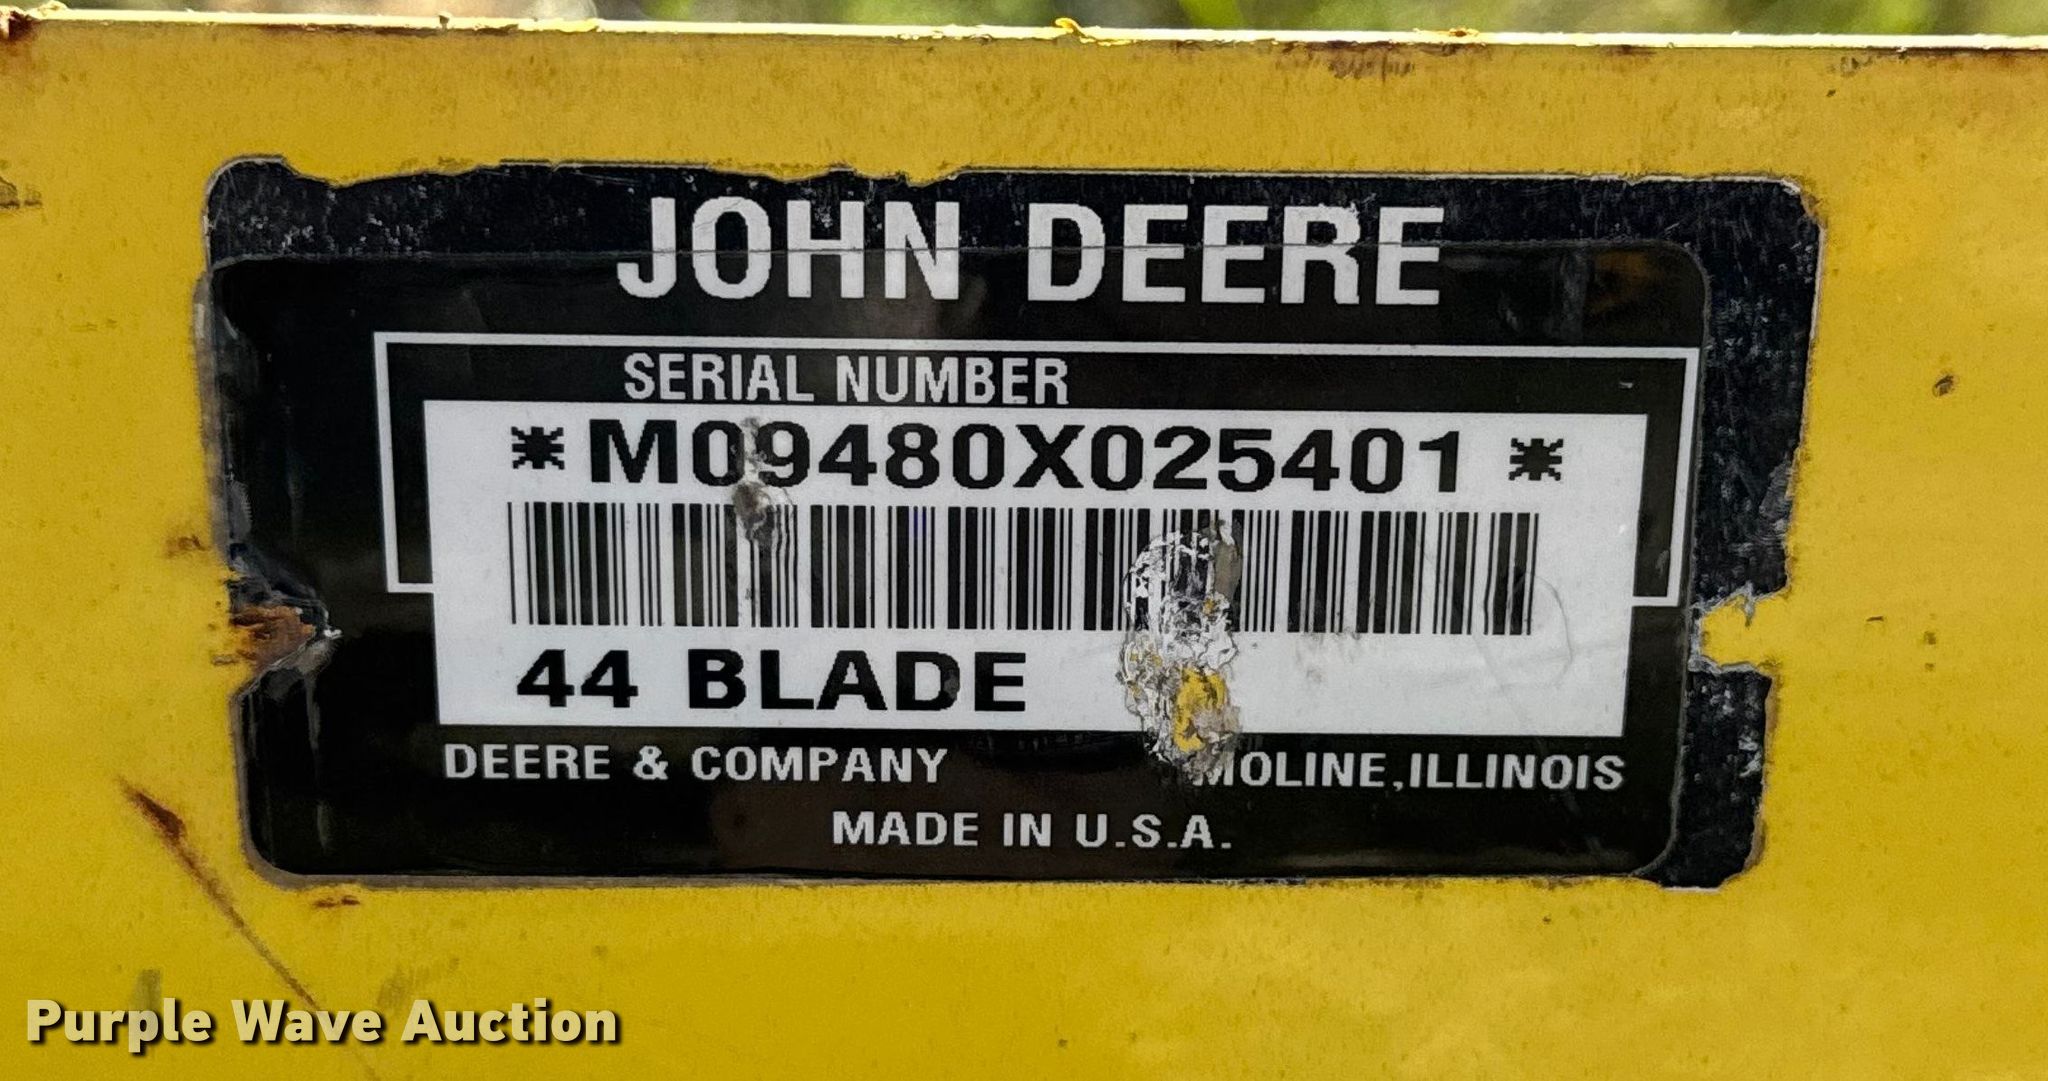 JOHN DEERE
SERIAL NUMBER
*M09480X025401*
44 BLADE
DEERE & COMPANY MOLINE, ILLINOIS
MADE IN U.S.A.
Purple Wave Auction